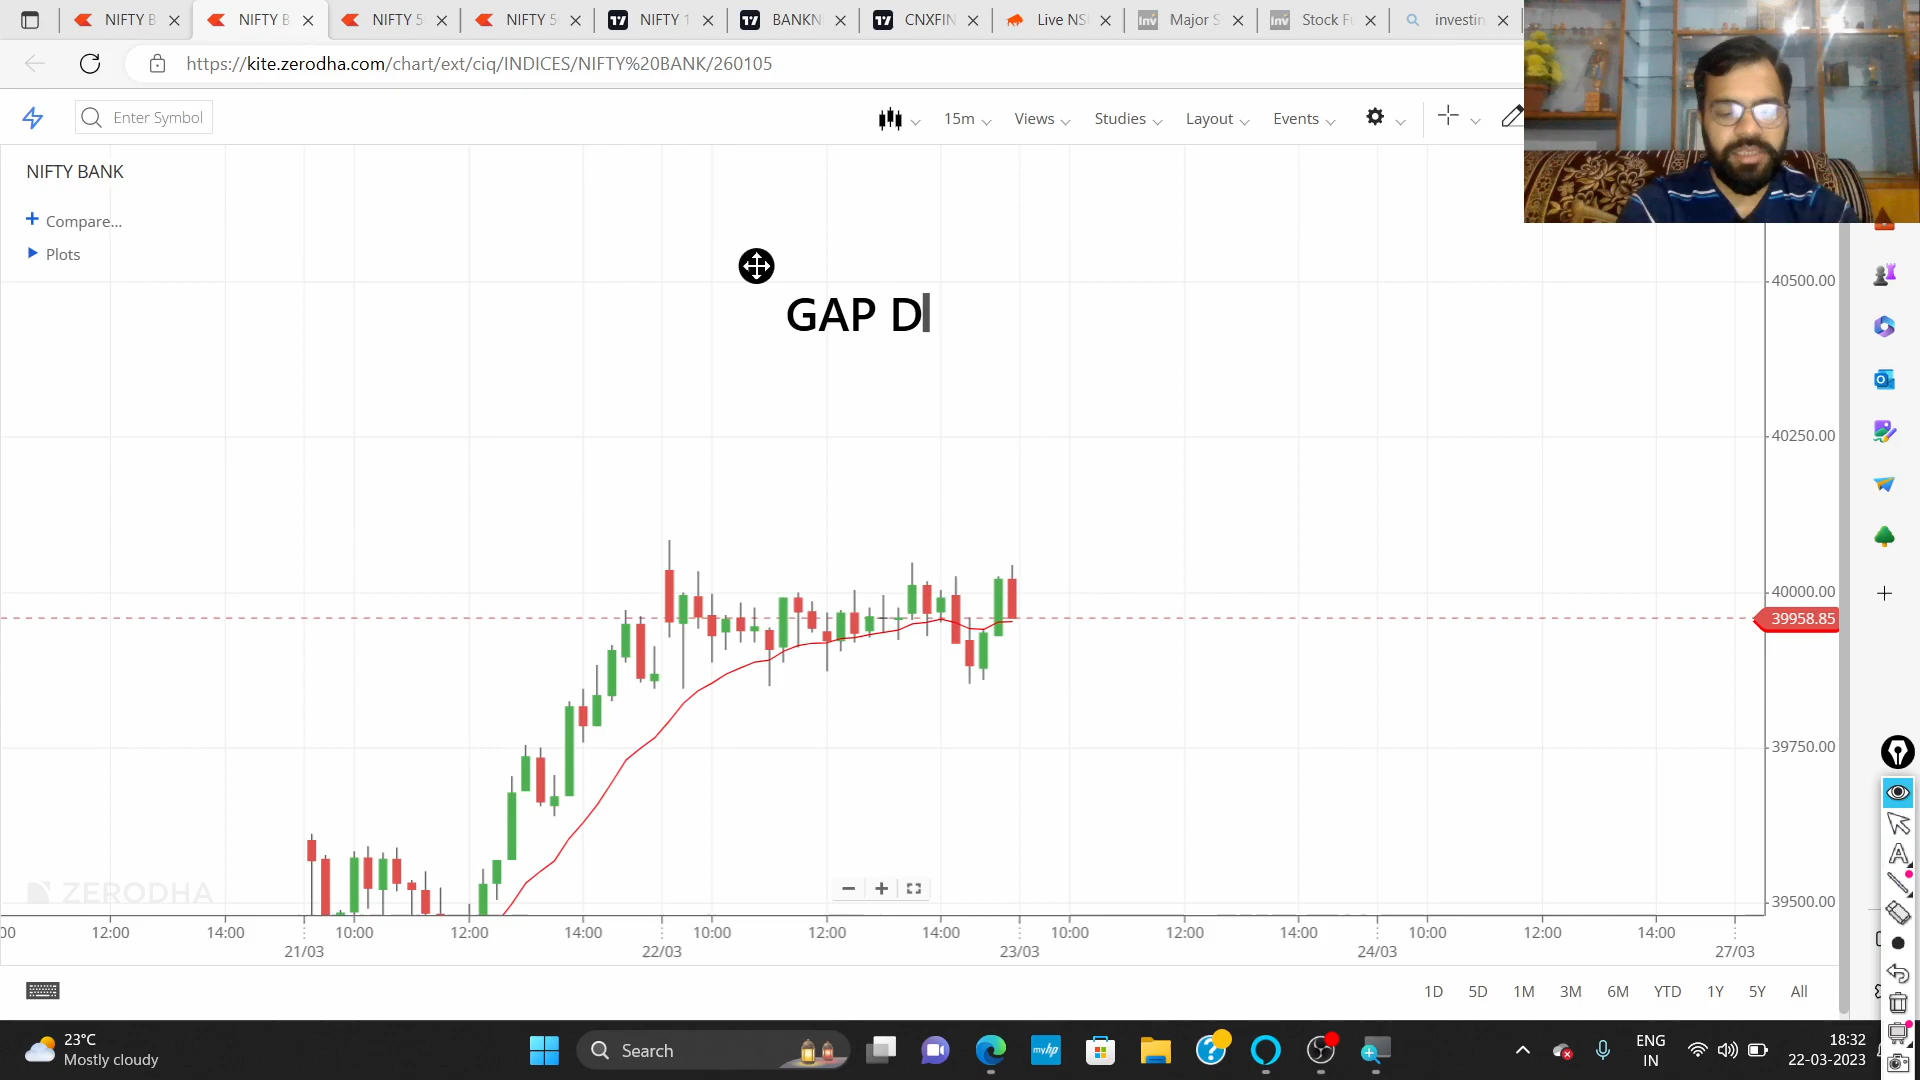 NIFTY B
NIFTY B
NIFTY 5
NIFTY 5
NIFTY 1
BANKN
CNXFIN
Live NS
Major S
Stock F
investin
https://kite.zerodha.com/chart/ext/ciq/INDICES/NIFTY%20BANK/260105
Enter Symbol
15m
Views
Studies
Layout
Events
NIFTY BANK
Compare...
Plots
GAP D
40500.00
40250.00
40000.00
39958.85
39750.00
39500.00
ZERODHA
00
12:00
14:00
10:00
12:00
14:00
10:00
12:00
14:00
10:00
12:00
14:00
10:00
12:00
14:00
21/03
22/03
23/03
24/03
27/03
1D
5D
1M
3M
6M
YTD
1Y
5Y
All
23°C
Mostly cloudy
Search
myhp
ENG
IN
18:32
22-03-2023